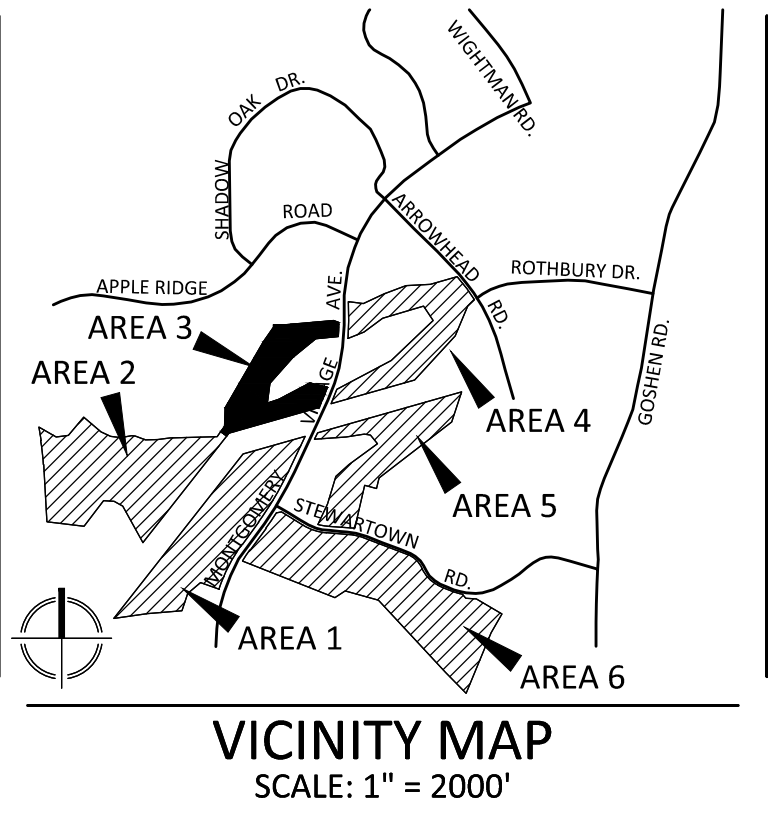 WIGHTMAN RD.
OAK DR.
SHADOW
ROAD
ARROWHEAD
RD.
ROTHBURY DR.
APPLE RIDGE
AVE.
AREA 3
VILLAGE
GOSHEN RD.
AREA 2
AREA 4
AREA 5
MONTGOMERY
STEWARTOWN
RD.
AREA 1
AREA 6
VICINITY MAP
SCALE: 1" = 2000'